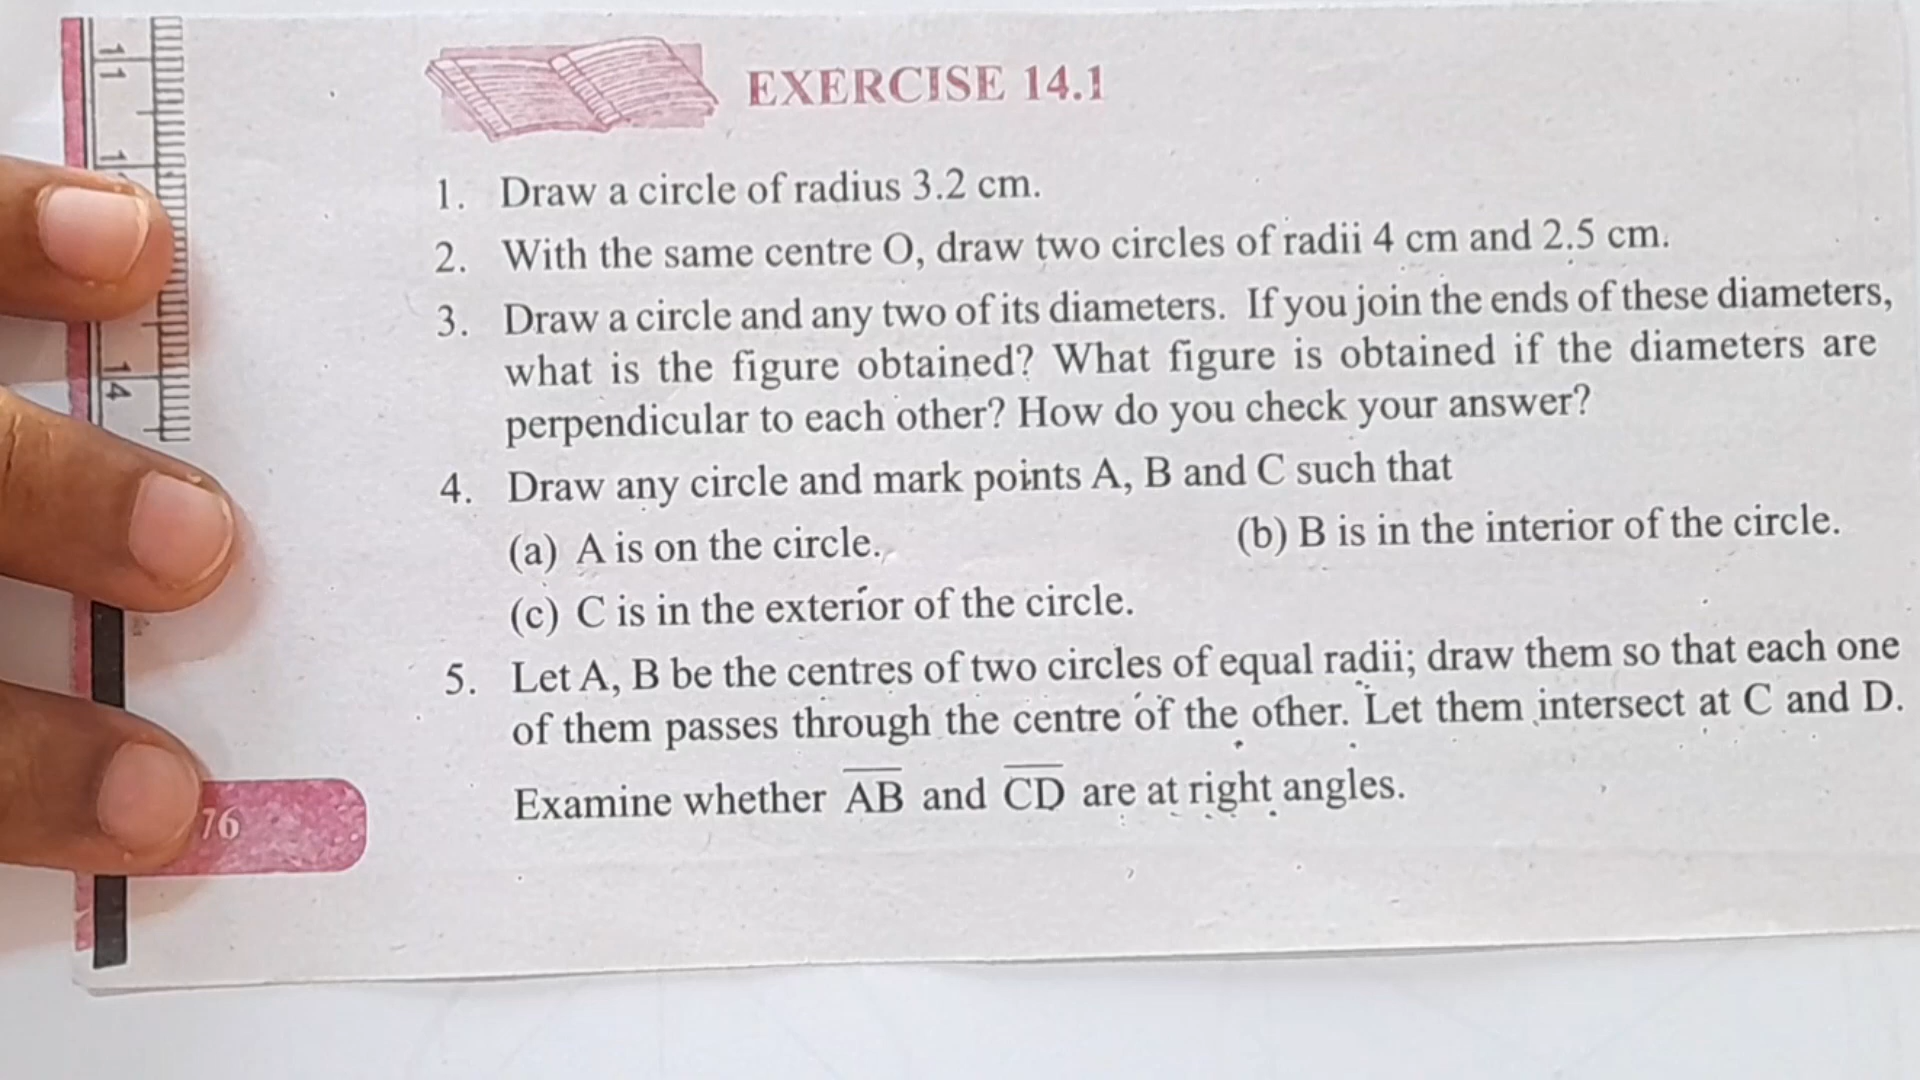 EXERCISE 14.1
1. Draw a circle of radius 3.2 cm.
2. With the same centre O, draw two circles of radii 4 cm and 2.5 cm.
3. Draw a circle and any two of its diameters. If you join the ends of these diameters,
what is the figure obtained? What figure is obtained if the diameters are
perpendicular to each other? How do you check your answer?
4. Draw any circle and mark points A, B and C such that
(a) A is on the circle. (b) B is in the interior of the circle.
(c) C is in the exterior of the circle.
5. Let A, B be the centres of two circles of equal radii; draw them so that each one
of them passes through the centre of the other. Let them intersect at C and D.
Examine whether A̅B̅ and C̅D̅ are at right angles.
76
11
14